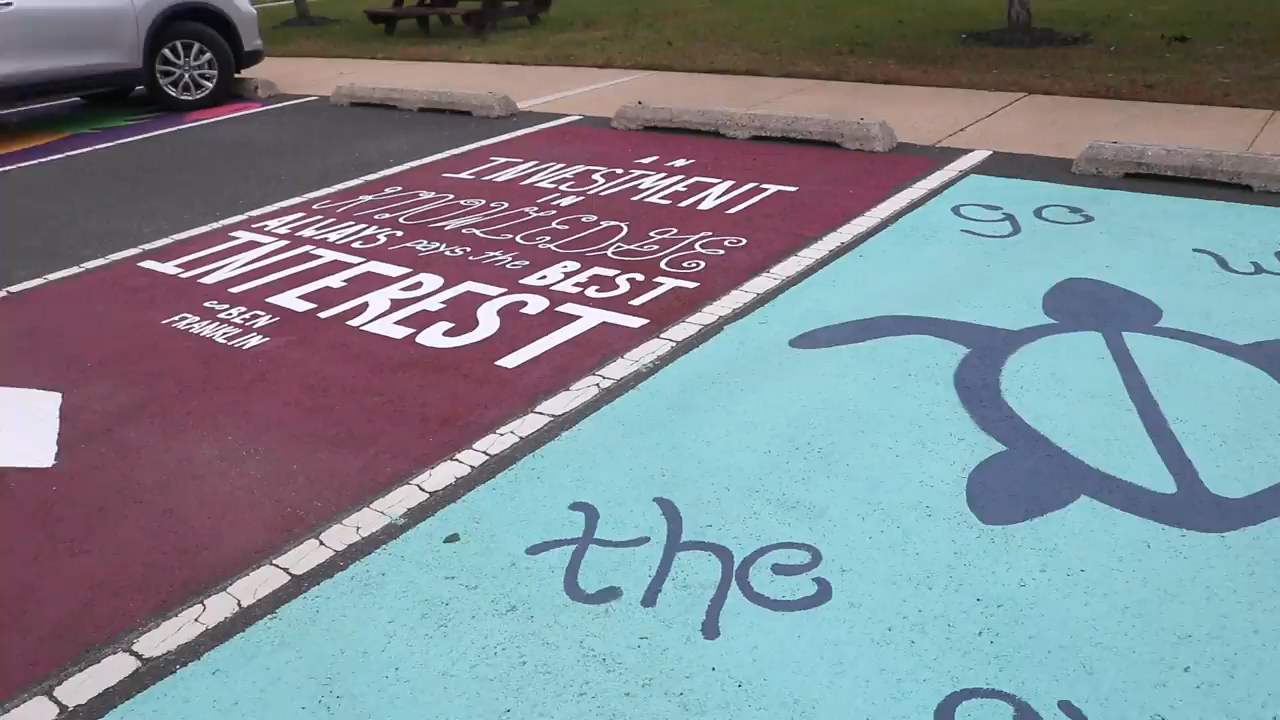 AN
INVESTMENT
IN
KNOWLEDGE
ALWAYS pays the BEST
INTEREST
~BEN
FRANKLIN
go
the